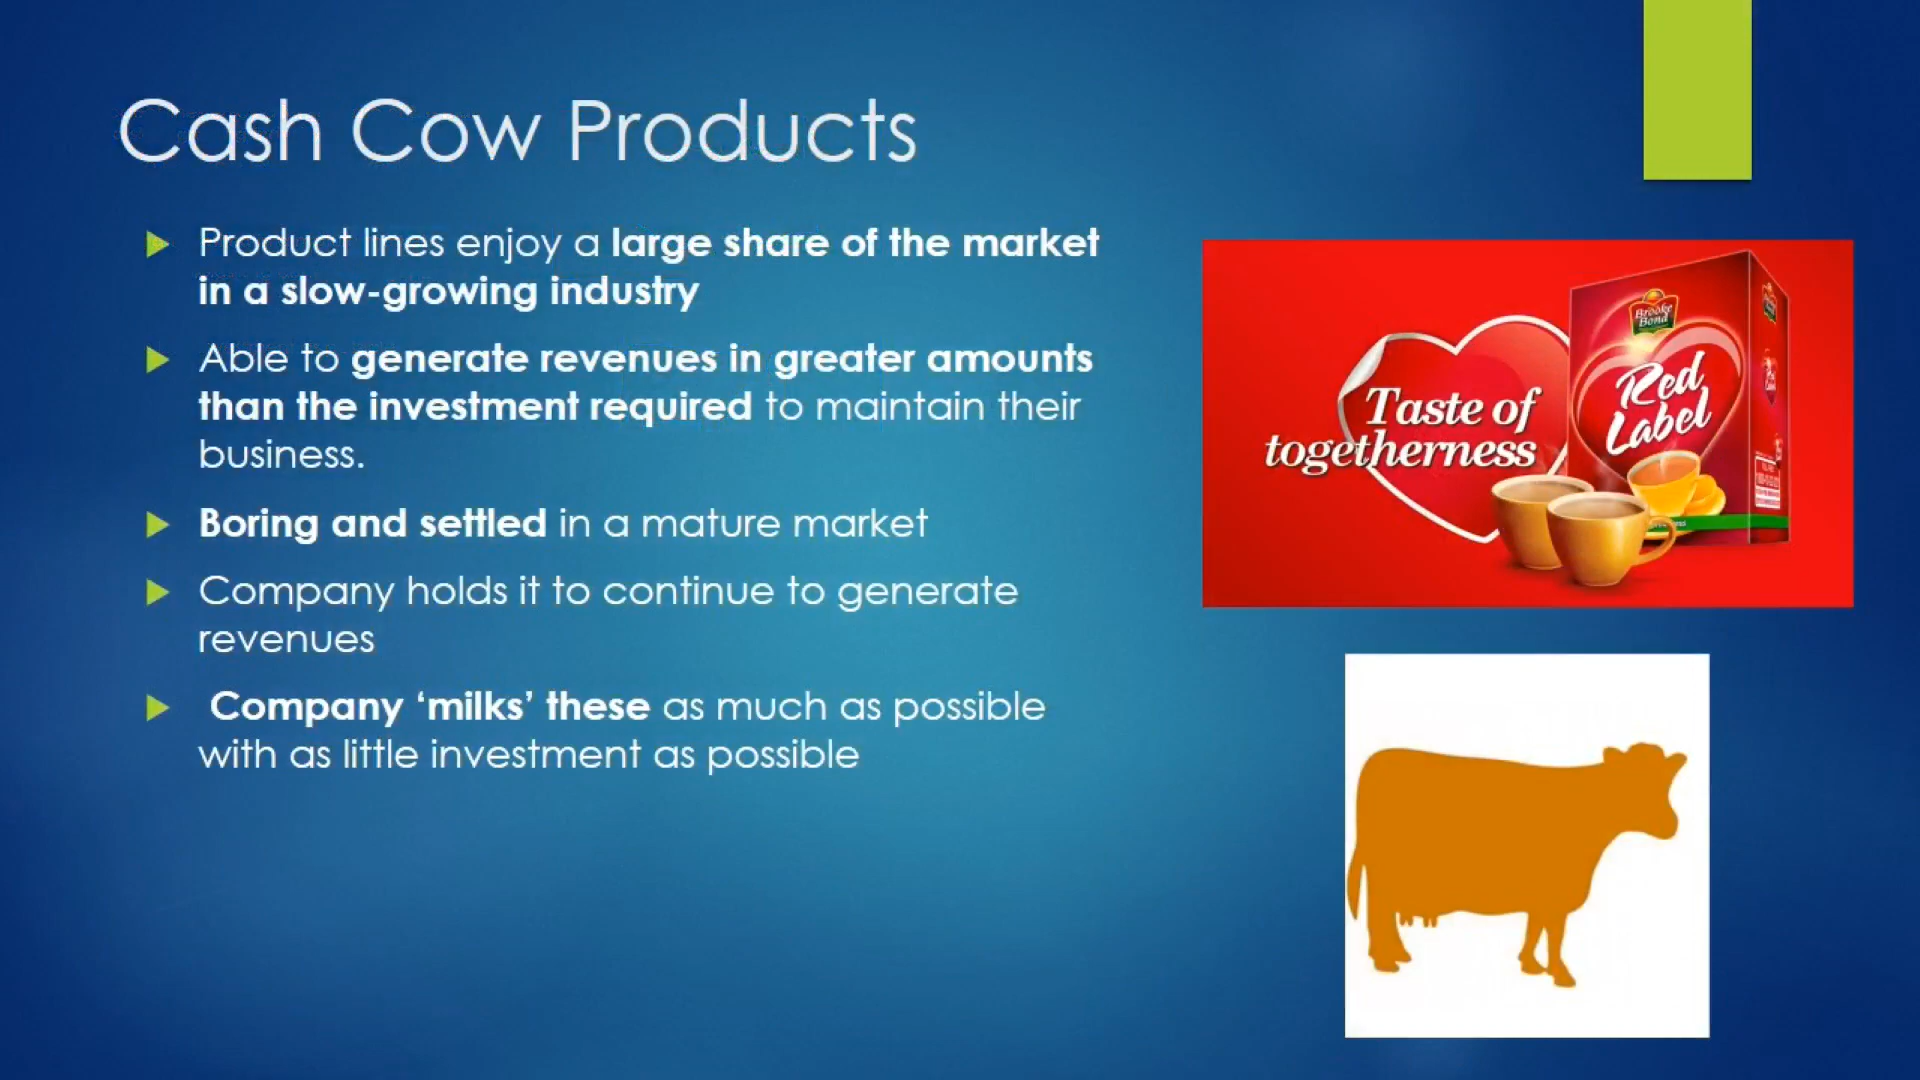 Cash Cow Products
Product lines enjoy a large share of the market
in a slow-growing industry
Able to generate revenues in greater amounts
than the investment required to maintain their
business.
Boring and settled in a mature market
Company holds it to continue to generate
revenues
Company ‘milks’ these as much as possible
with as little investment as possible
Taste of
togetherness
Brooke
Bond
Red
Label